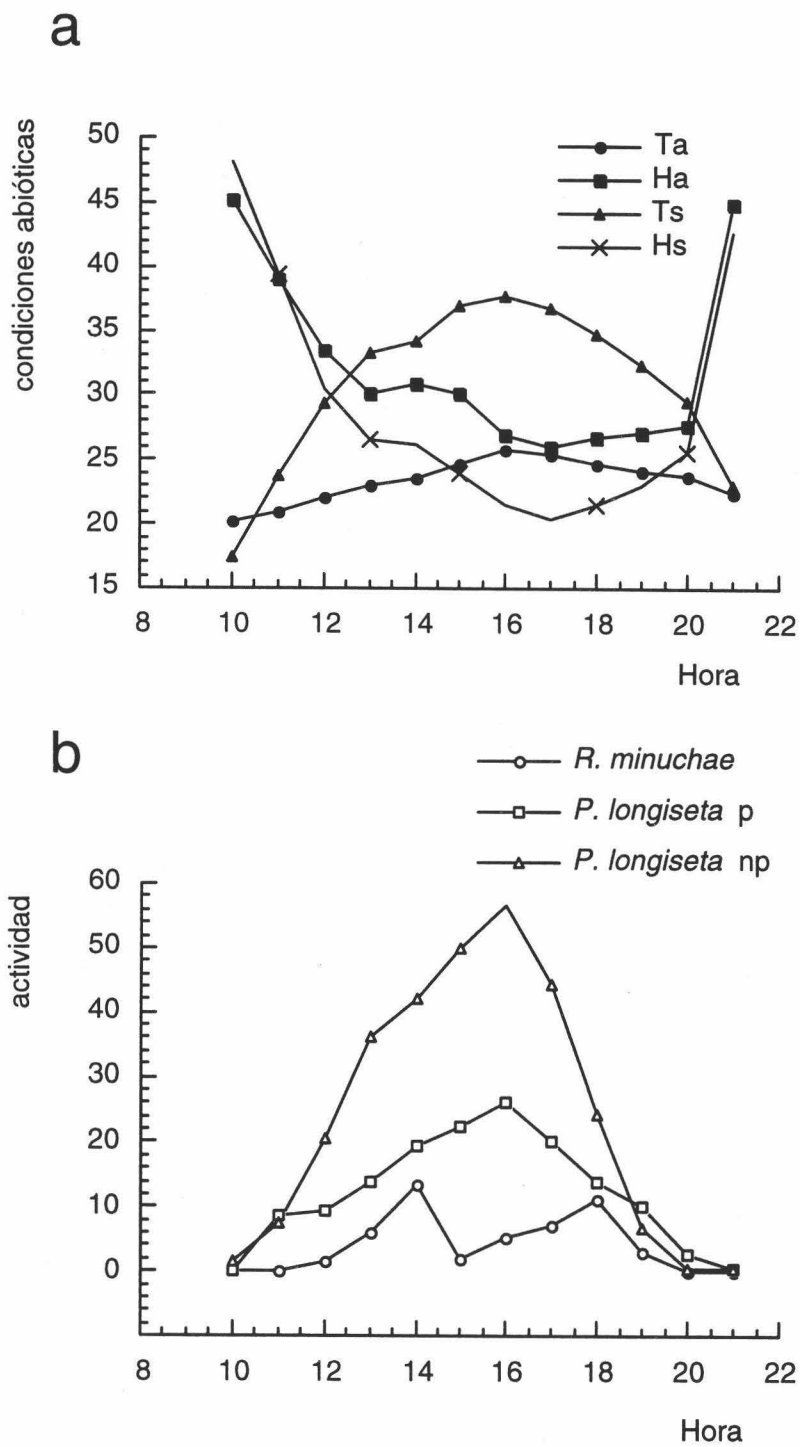 a
condiciones abióticas
Ta
Ha
Ts
Hs
50
45
40
35
30
25
20
15
8 10 12 14 16 18 20 22
Hora
b
R. minuchae
P. longiseta p
P. longiseta np
actividad
60
50
40
30
20
10
0
8 10 12 14 16 18 20 22
Hora